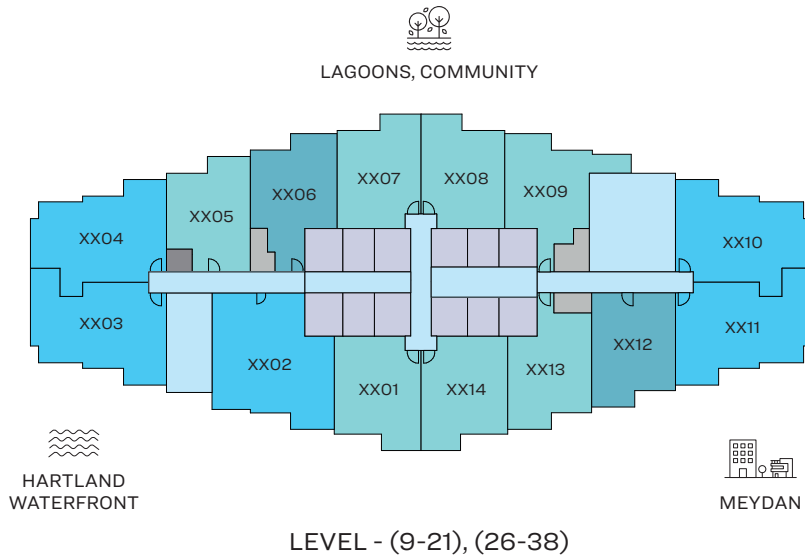 LAGOONS, COMMUNITY
XX07
XX08
XX06
XX09
XX05
XX04
XX10
XX03
XX11
XX02
XX12
XX13
XX01
XX14
HARTLAND
WATERFRONT
MEYDAN
LEVEL - (9-21), (26-38)